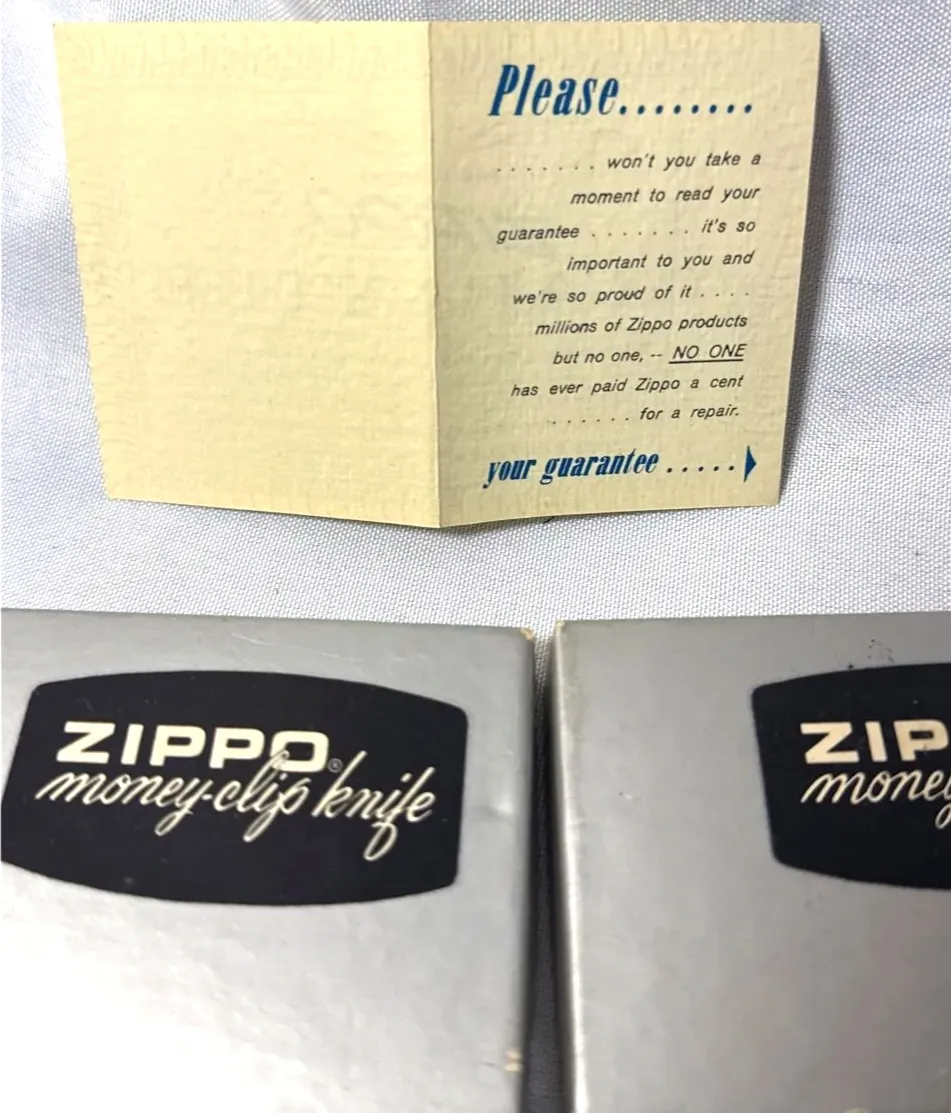 Please........
....... won't you take a
moment to read your
guarantee ....... it's so
important to you and
we're so proud of it ....
millions of Zippo products
but no one, -- NO ONE
has ever paid Zippo a cent
...... for a repair.
your guarantee .....
ZIPPO®
money-clip knife
ZIP
money